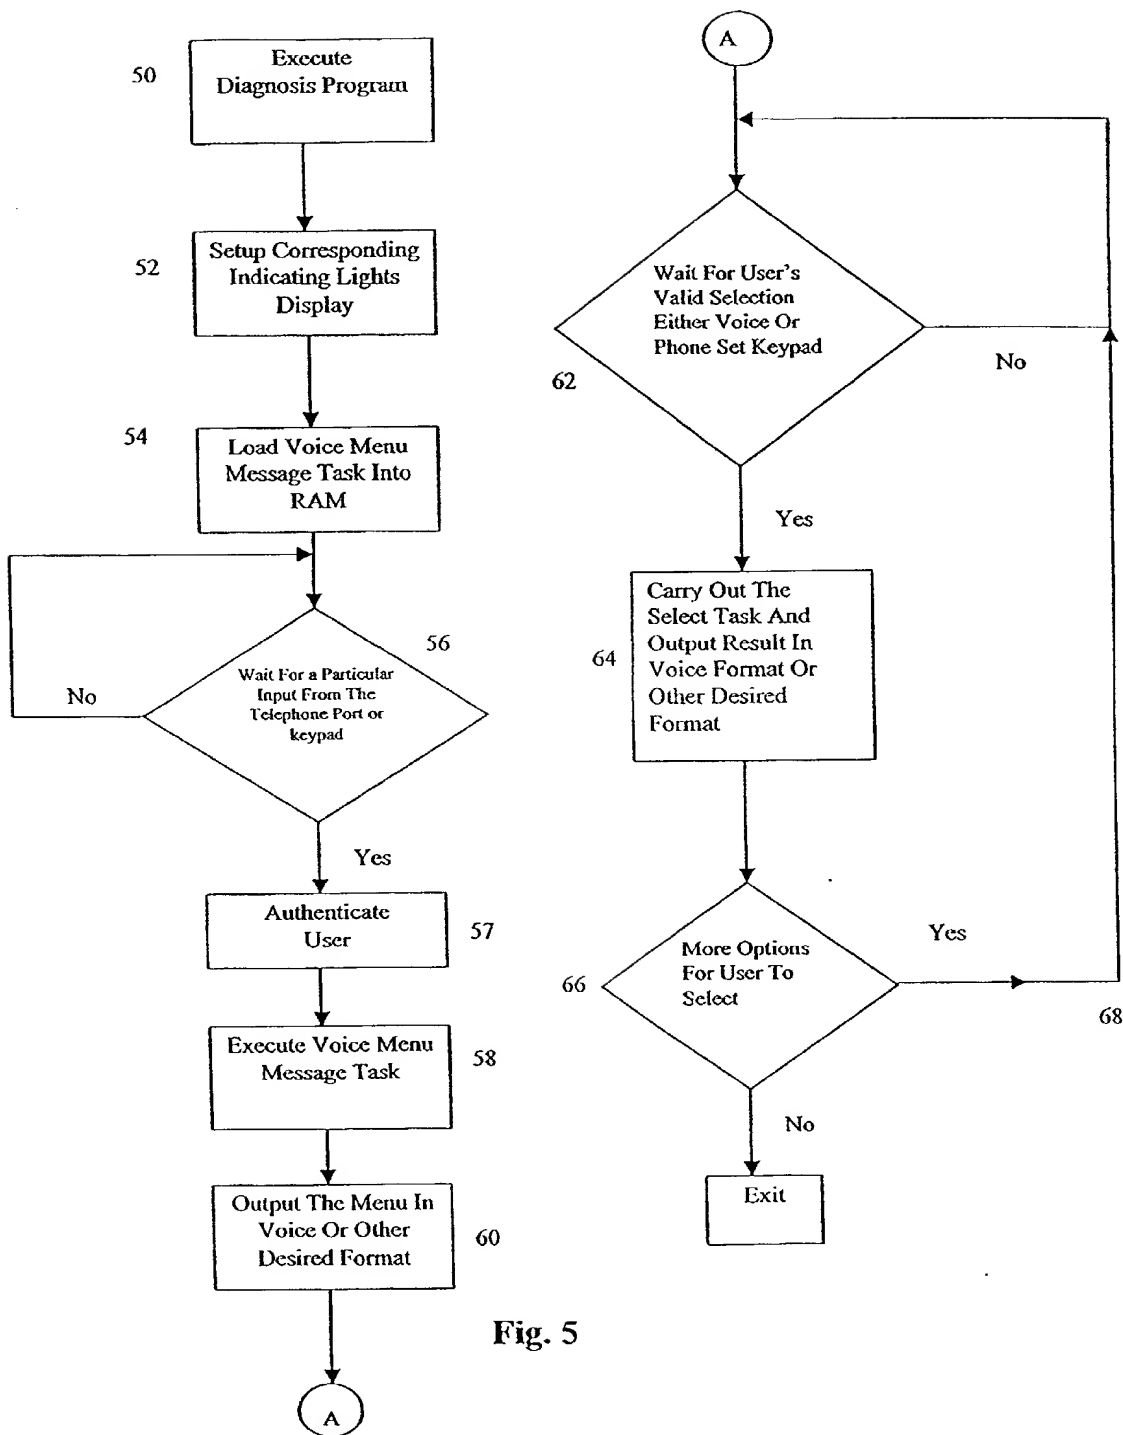 50
Execute
Diagnosis Program
52
Setup Corresponding
Indicating Lights
Display
54
Load Voice Menu
Message Task Into
RAM
56
Wait For a Particular
Input From The
Telephone Port or
keypad
No
Yes
Authenticate
User
57
Execute Voice Menu
Message Task
58
Output The Menu In
Voice Or Other
Desired Format
60
A
A
Wait For User's
Valid Selection
Either Voice Or
Phone Set Keypad
62
No
Yes
Carry Out The
Select Task And
Output Result In
Voice Format Or
Other Desired
Format
64
More Options
For User To
Select
66
Yes
68
No
Exit
Fig. 5